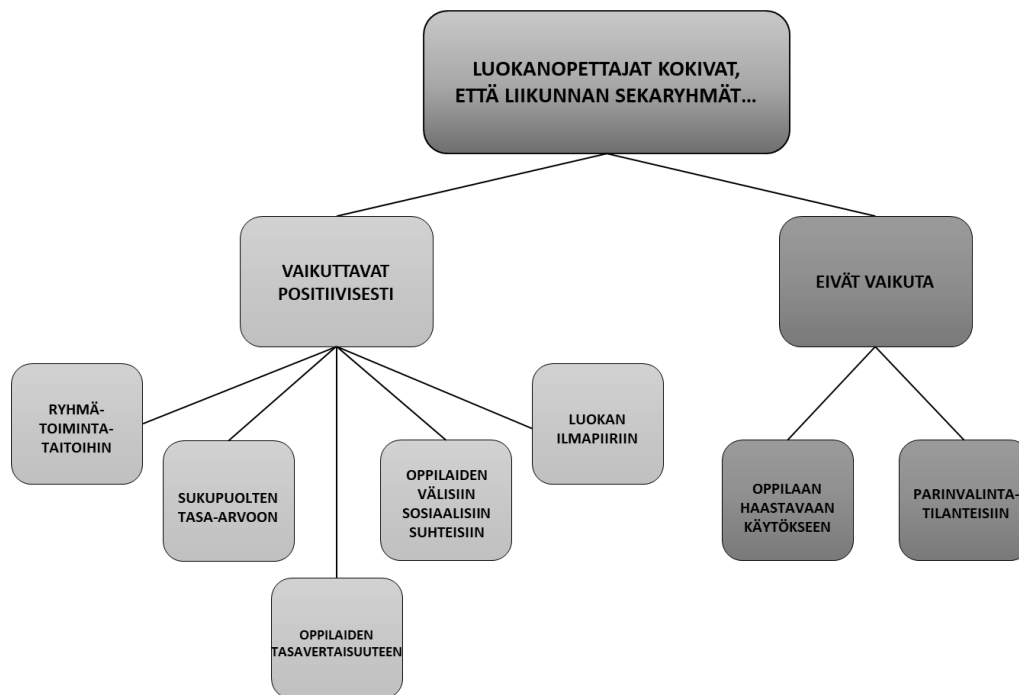 LUOKANOPETTAJAT KOKIVAT,
ETTÄ LIIKUNNAN SEKARYHMÄT...
VAIKUTTAVAT
POSITIIVISESTI
EIVÄT VAIKUTA
RYHMÄ-
TOIMINTA-
TAITOIHIN
SUKUPUOLTEN
TASA-ARVOON
OPPILAIDEN
TASAVERTAISUUTEEN
OPPILAIDEN
VÄLISIIN
SOSIAALISIIN
SUHTEISIIN
LUOKAN
ILMAPIIRIIN
OPPILAAN
HAASTAVAAN
KÄYTÖKSEEN
PARINVALINTA-
TILANTEISIIN